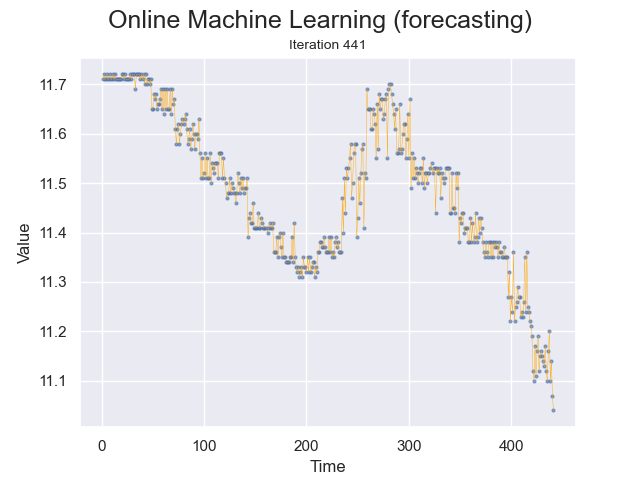 Online Machine Learning (forecasting)
Iteration 441
11.7
11.6
11.5
11.4
11.3
11.2
11.1
Value
0 100 200 300 400
Time